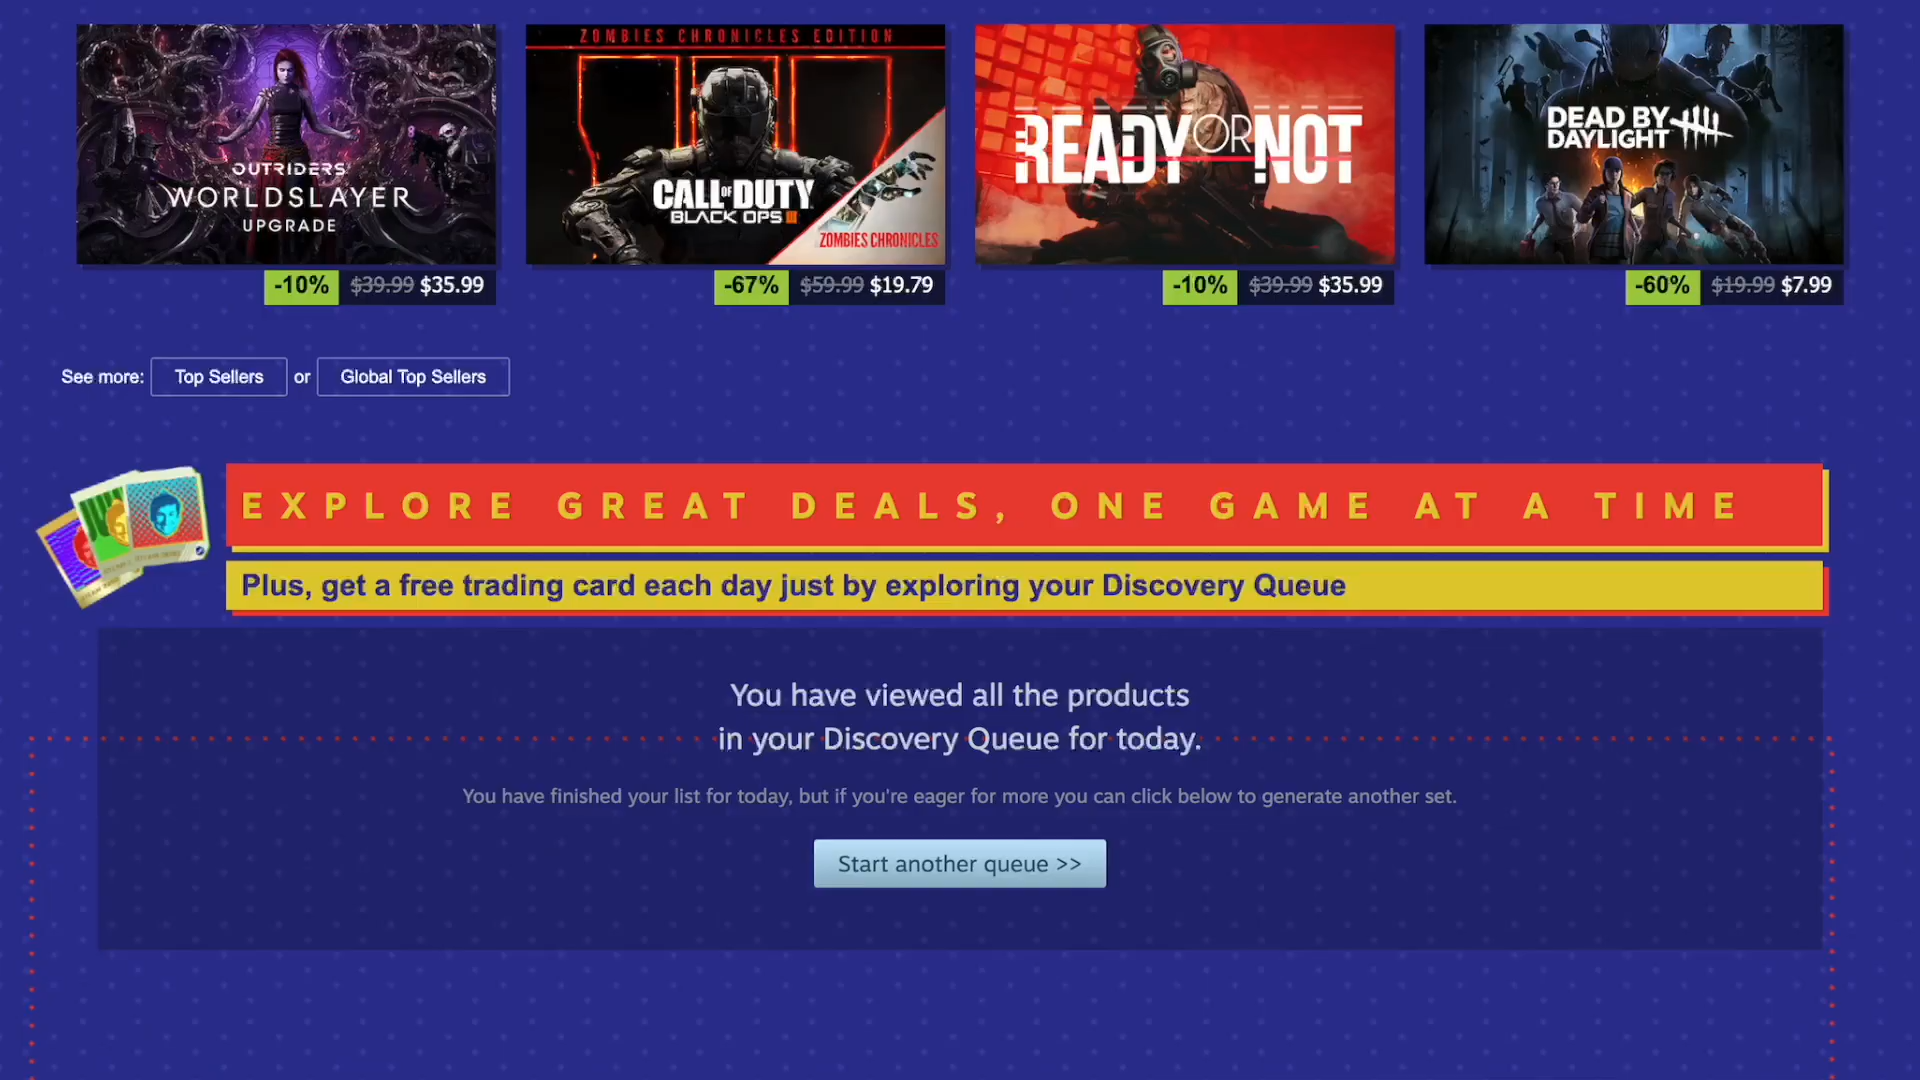 OUTRIDERS
WORLDSLAYER
UPGRADE
-10% $39.99 $35.99
ZOMBIES CHRONICLES EDITION
CALL OF DUTY
BLACK OPS III
ZOMBIES CHRONICLES
-67% $59.99 $19.79
READY OR NOT
-10% $39.99 $35.99
DEAD BY
DAYLIGHT
-60% $19.99 $7.99
See more: Top Sellers or Global Top Sellers
EXPLORE GREAT DEALS, ONE GAME AT A TIME
Plus, get a free trading card each day just by exploring your Discovery Queue
You have viewed all the products
in your Discovery Queue for today.
You have finished your list for today, but if you're eager for more you can click below to generate another set.
Start another queue >>